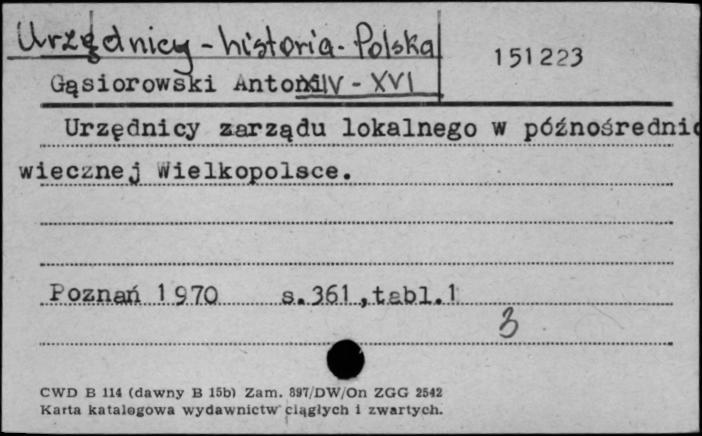 Urzędnicy - historia - Polska
151223
Gąsiorowski Antoni XIV - XVI
Urzędnicy zarządu lokalnego w późnośrednio
wiecznej Wielkopolsce.
Poznań 1970 s.361,tabl.1
3
CWD B 114 (dawny B 15b) Zam. 897/DW/On ZGG 2542
Karta katalogowa wydawnictw ciągłych i zwartych.